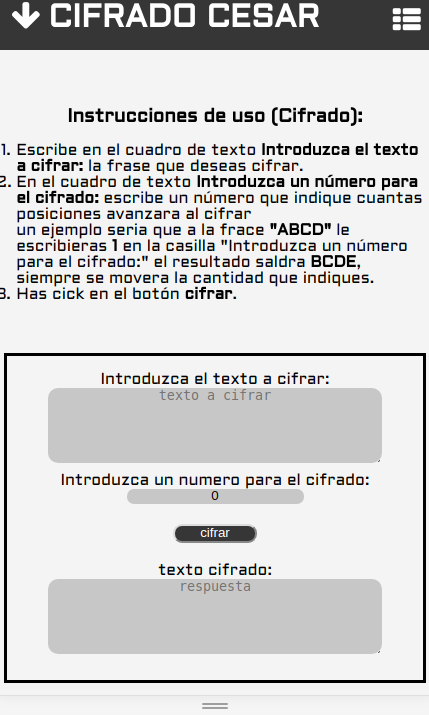 CIFRADO CESAR
Instrucciones de uso (Cifrado):
1. Escribe en el cuadro de texto Introduzca el texto
a cifrar: la frase que deseas cifrar.
2. En el cuadro de texto Introduzca un número para
el cifrado: escribe un número que indique cuantas
posiciones avanzara al cifrar
un ejemplo seria que a la frace "ABCD" le
escribieras 1 en la casilla "Introduzca un número
para el cifrado:" el resultado saldra BCDE,
siempre se movera la cantidad que indiques.
3. Has cick en el botón cifrar.
Introduzca el texto a cifrar:
texto a cifrar
Introduzca un numero para el cifrado:
0
cifrar
texto cifrado:
respuesta